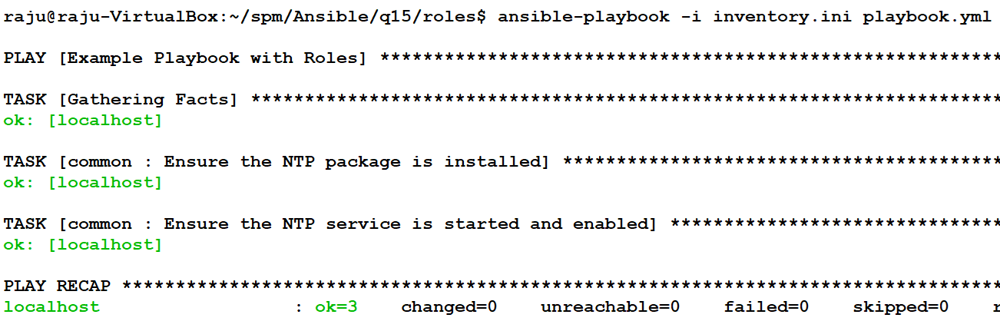 raju@raju-VirtualBox:~/spm/Ansible/q15/roles$ ansible-playbook -i inventory.ini playbook.yml
PLAY [Example Playbook with Roles] **********************************************************
TASK [Gathering Facts] **********************************************************************
ok: [localhost]
TASK [common : Ensure the NTP package is installed] *****************************************
ok: [localhost]
TASK [common : Ensure the NTP service is started and enabled] *******************************
ok: [localhost]
PLAY RECAP **********************************************************************************
localhost                  : ok=3    changed=0    unreachable=0    failed=0    skipped=0    r